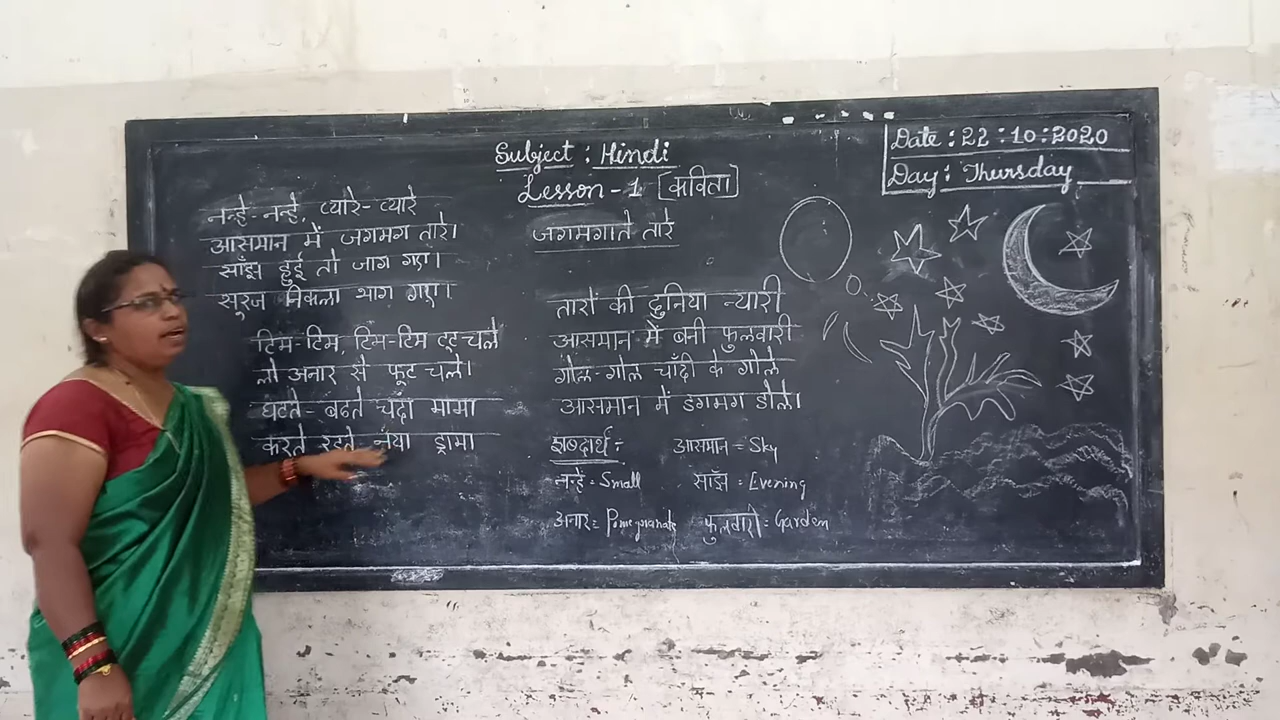 Subject : Hindi
Lesson - 1 [कविता]
Date : 22 : 10 : 2020
Day : Thursday
जगमगाते तारे
नन्हे-नन्हे, प्यारे-प्यारे
आसमान में जगमग तारे।
साँझ हुई तो जाग गए।
सूरज निकला भाग गए।
टिम-टिम, टिम-टिम टह चले
लो अनार से फूट चले।
घटते-बढते चंदा मामा
करते रहते नया ड्रामा
तारों की दुनिया न्यारी
आसमान में बनी फुलवारी
गोल-गोल चाँदी के गोले
आसमान में डगमग डोले।
शब्दार्थ :-
आसमान = Sky
नन्हे = Small
साँझ = Evening
अनार = Pomegranate
फुलवारी = Garden